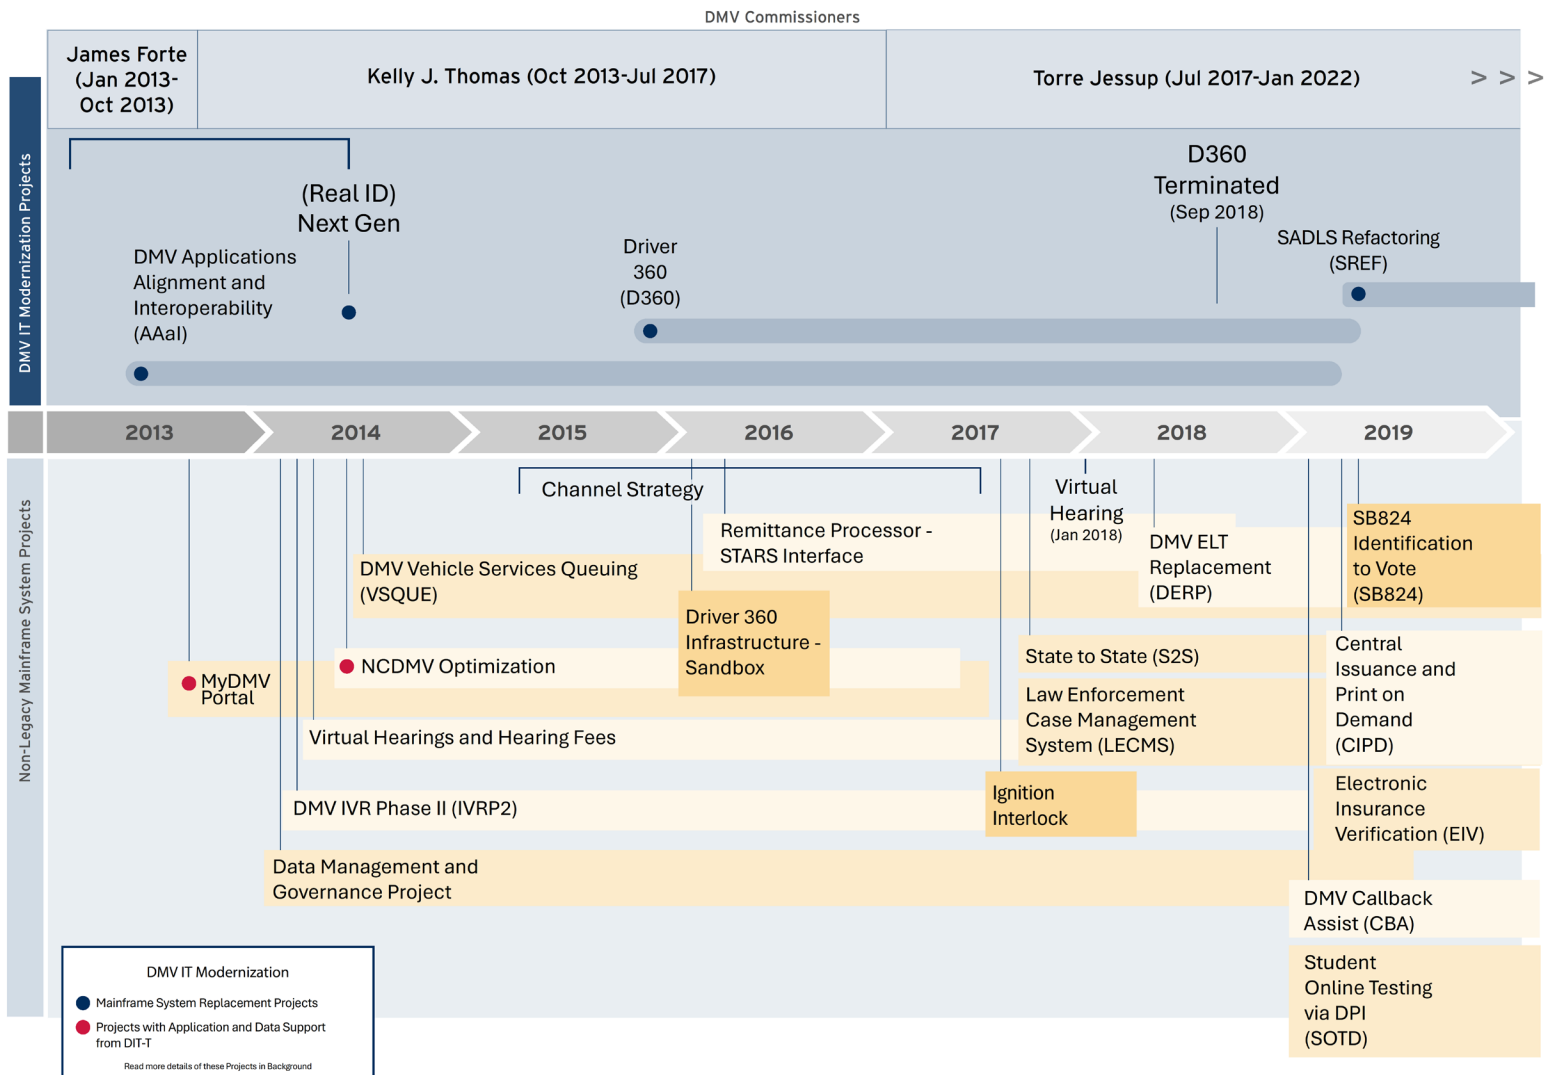 DMV Commissioners
James Forte
(Jan 2013-
Oct 2013)
Kelly J. Thomas (Oct 2013-Jul 2017)
Torre Jessup (Jul 2017-Jan 2022)
> > >
DMV IT Modernization Projects
(Real ID)
Next Gen
DMV Applications
Alignment and
Interoperability
(AAaI)
Driver
360
(D360)
D360
Terminated
(Sep 2018)
SADLS Refactoring
(SREF)
2013
2014
2015
2016
2017
2018
2019
Non-Legacy Mainframe System Projects
Channel Strategy
Virtual
Hearing
(Jan 2018)
Remittance Processor -
STARS Interface
DMV ELT
Replacement
(DERP)
SB824
Identification
to Vote
(SB824)
DMV Vehicle Services Queuing
(VSQUE)
Driver 360
Infrastructure -
Sandbox
NCDMV Optimization
MyDMV
Portal
State to State (S2S)
Law Enforcement
Case Management
System (LECMS)
Central
Issuance and
Print on
Demand
(CIPD)
Virtual Hearings and Hearing Fees
DMV IVR Phase II (IVRP2)
Ignition
Interlock
Electronic
Insurance
Verification (EIV)
Data Management and
Governance Project
DMV Callback
Assist (CBA)
Student
Online Testing
via DPI
(SOTD)
DMV IT Modernization
Mainframe System Replacement Projects
Projects with Application and Data Support
from DIT-T
Read more details of these Projects in Background